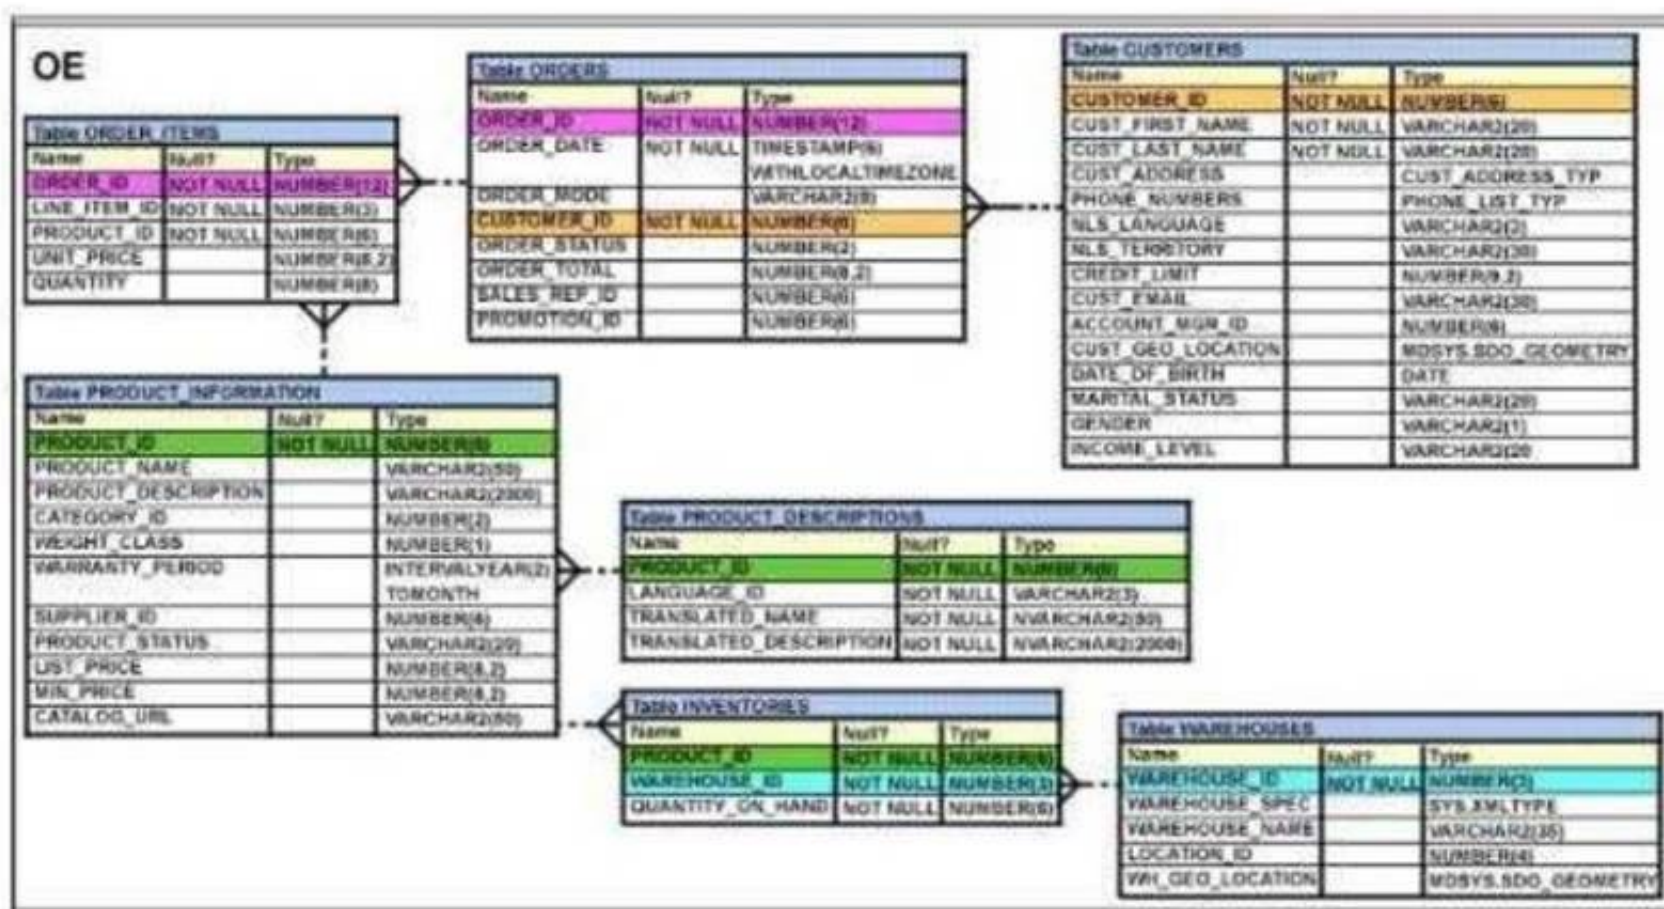 OE
Table ORDER_ITEMS
Name Null? Type
ORDER_ID NOT NULL NUMBER(12)
LINE_ITEM_ID NOT NULL NUMBER(3)
PRODUCT_ID NOT NULL NUMBER(6)
UNIT_PRICE NUMBER(8,2)
QUANTITY NUMBER(8)
Table ORDERS
Name Null? Type
ORDER_ID NOT NULL NUMBER(12)
ORDER_DATE NOT NULL TIMESTAMP(6)
WITHLOCALTIMEZONE
ORDER_MODE VARCHAR2(8)
CUSTOMER_ID NOT NULL NUMBER(6)
ORDER_STATUS NUMBER(2)
ORDER_TOTAL NUMBER(8,2)
SALES_REP_ID NUMBER(6)
PROMOTION_ID NUMBER(6)
Table CUSTOMERS
Name Null? Type
CUSTOMER_ID NOT NULL NUMBER(6)
CUST_FIRST_NAME NOT NULL VARCHAR2(20)
CUST_LAST_NAME NOT NULL VARCHAR2(20)
CUST_ADDRESS CUST_ADDRESS_TYP
PHONE_NUMBERS PHONE_LIST_TYP
NLS_LANGUAGE VARCHAR2(3)
NLS_TERRITORY VARCHAR2(30)
CREDIT_LIMIT NUMBER(9,2)
CUST_EMAIL VARCHAR2(30)
ACCOUNT_MGR_ID NUMBER(6)
CUST_GEO_LOCATION MDSYS.SDO_GEOMETRY
DATE_OF_BIRTH DATE
MARITAL_STATUS VARCHAR2(20)
GENDER VARCHAR2(1)
INCOME_LEVEL VARCHAR2(20
Table PRODUCT_INFORMATION
Name Null? Type
PRODUCT_ID NOT NULL NUMBER(6)
PRODUCT_NAME VARCHAR2(50)
PRODUCT_DESCRIPTION VARCHAR2(2000)
CATEGORY_ID NUMBER(2)
WEIGHT_CLASS NUMBER(1)
WARRANTY_PERIOD INTERVALYEAR(2)
TOMONTH
SUPPLIER_ID NUMBER(6)
PRODUCT_STATUS VARCHAR2(20)
LIST_PRICE NUMBER(8,2)
MIN_PRICE NUMBER(8,2)
CATALOG_URL VARCHAR2(50)
Table PRODUCT_DESCRIPTIONS
Name Null? Type
PRODUCT_ID NOT NULL NUMBER(6)
LANGUAGE_ID NOT NULL VARCHAR2(3)
TRANSLATED_NAME NOT NULL NVARCHAR2(50)
TRANSLATED_DESCRIPTION NOT NULL NVARCHAR2(2000)
Table INVENTORIES
Name Null? Type
PRODUCT_ID NOT NULL NUMBER(6)
WAREHOUSE_ID NOT NULL NUMBER(3)
QUANTITY_ON_HAND NOT NULL NUMBER(8)
Table WAREHOUSES
Name Null? Type
WAREHOUSE_ID NOT NULL NUMBER(3)
WAREHOUSE_SPEC SYS.XMLTYPE
WAREHOUSE_NAME VARCHAR2(35)
LOCATION_ID NUMBER(4)
WH_GEO_LOCATION MDSYS.SDO_GEOMETRY